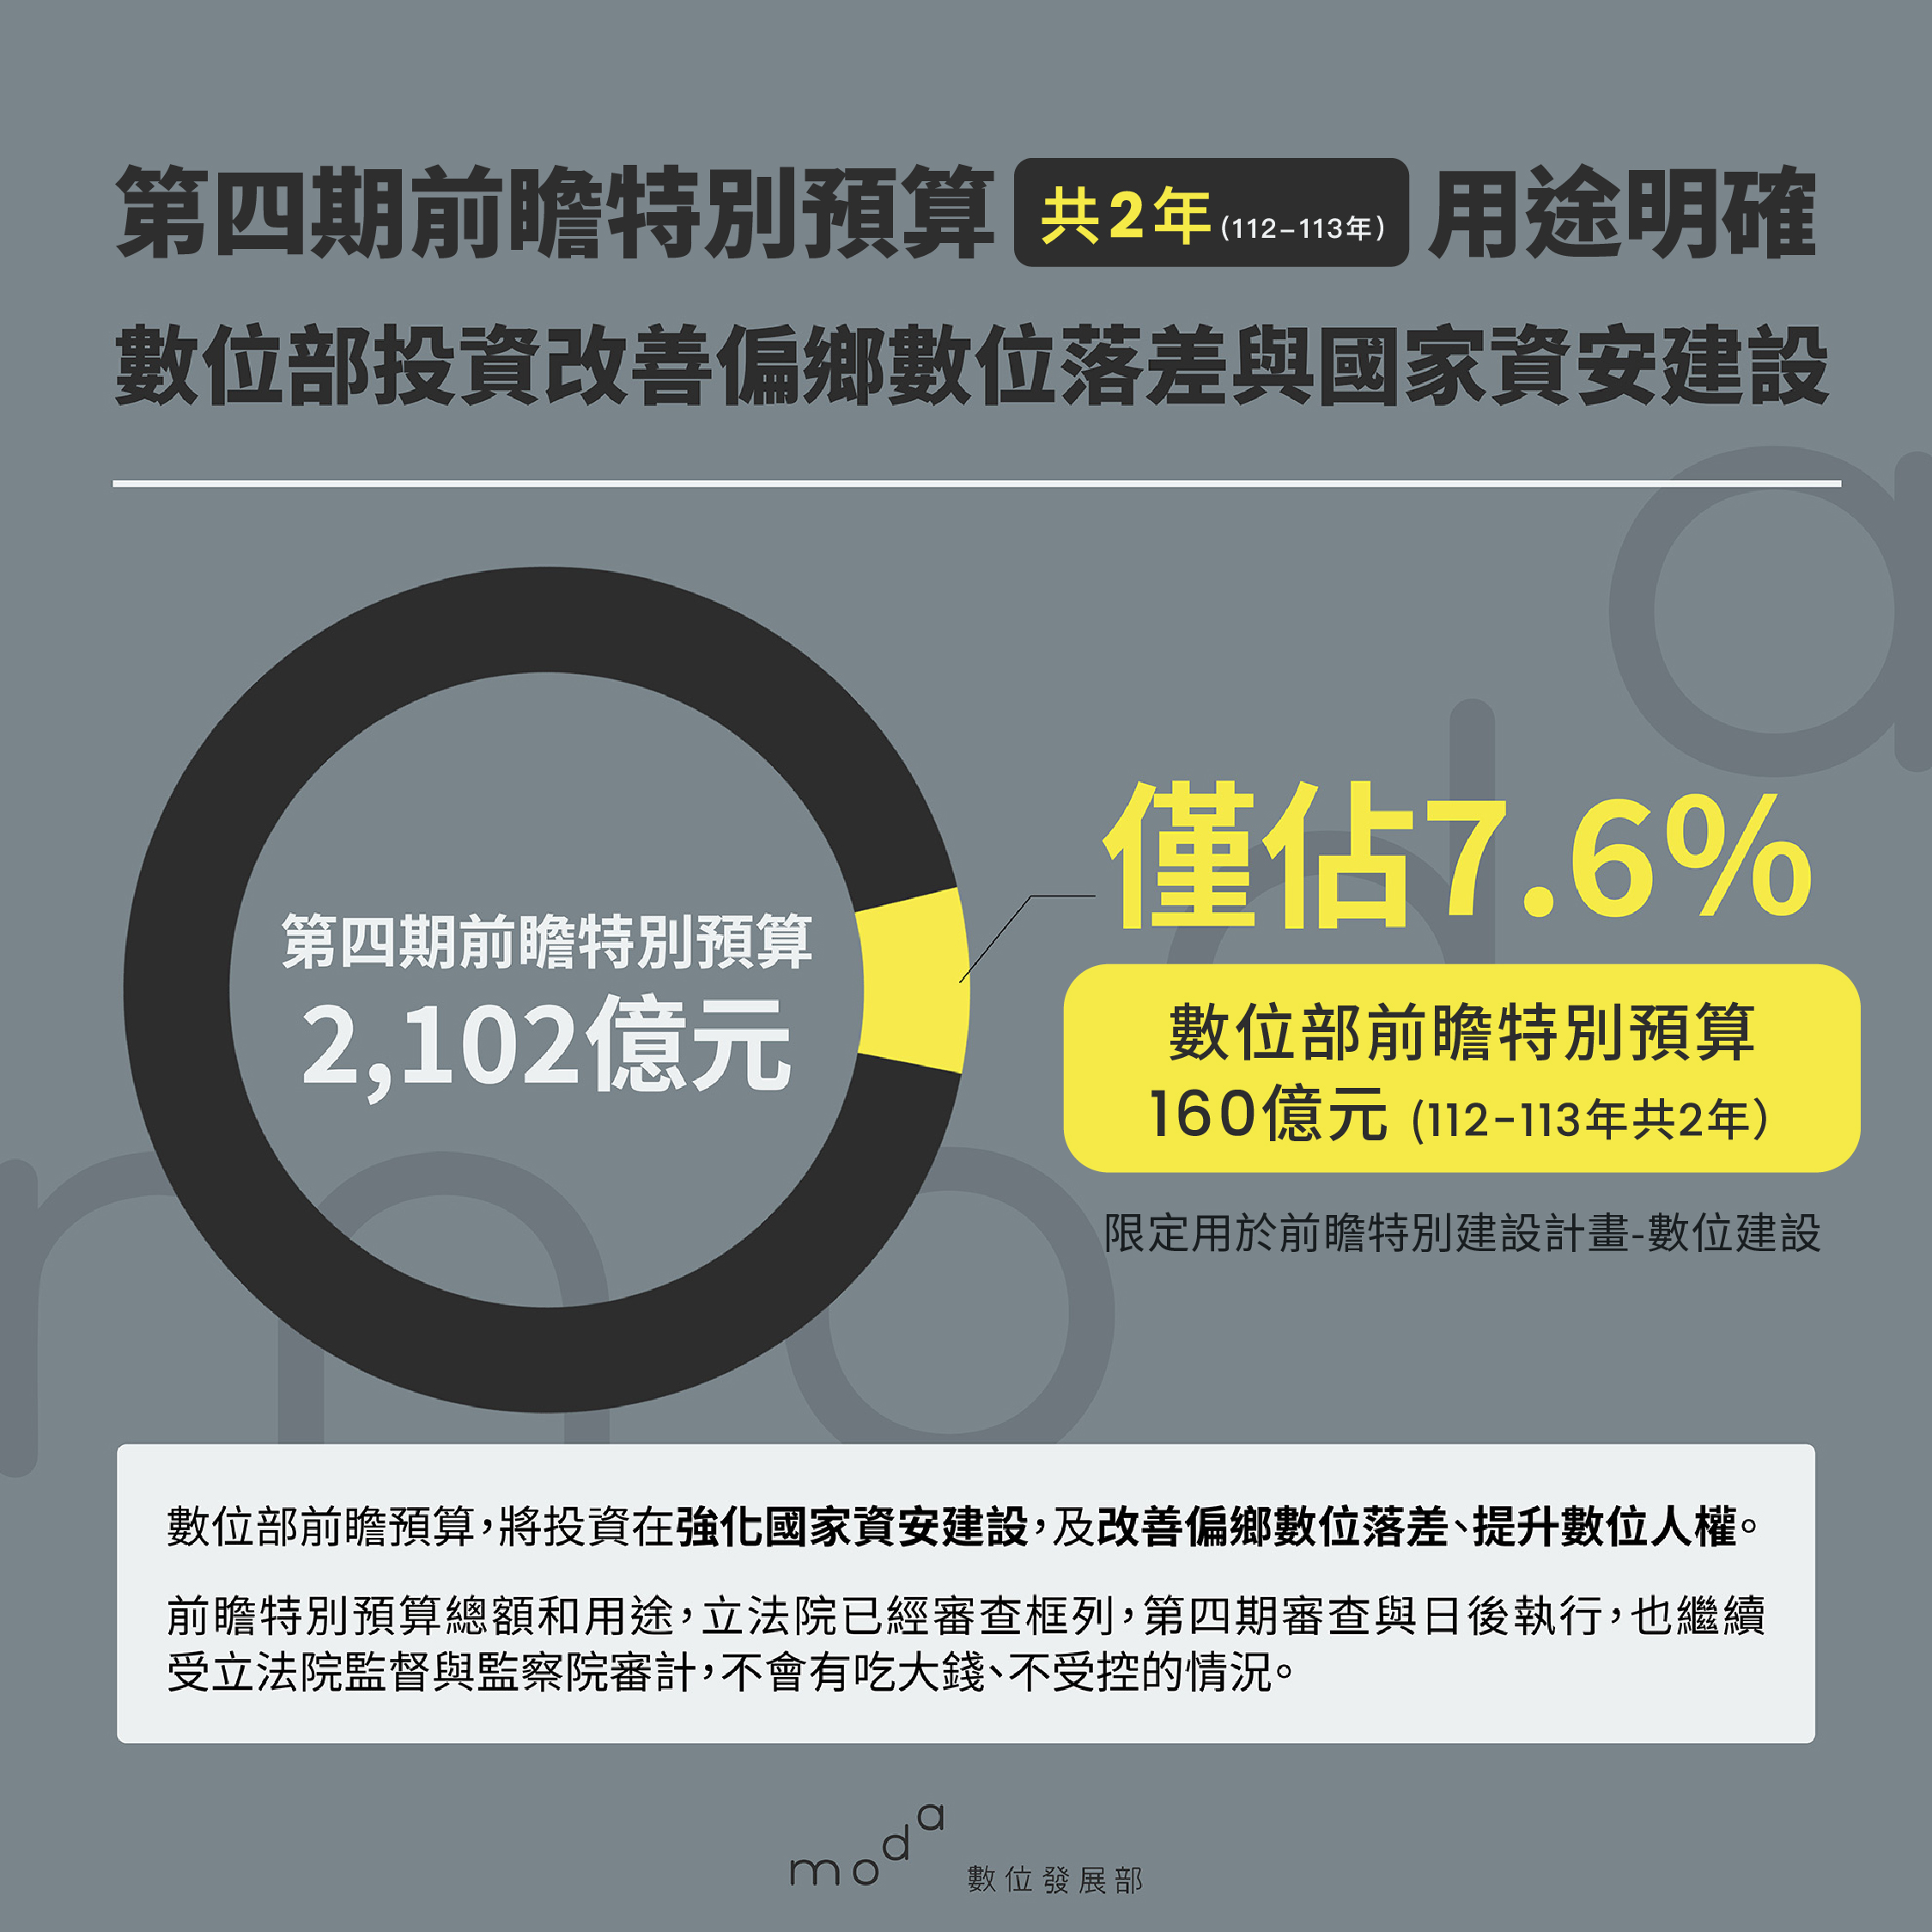 第四期前瞻特別預算 共2年(112-113年) 用途明確
數位部投資改善偏鄉數位落差與國家資安建設
僅佔7.6%
第四期前瞻特別預算
2,102億元
數位部前瞻特別預算
160億元 (112-113年共2年)
限定用於前瞻特別建設計畫-數位建設
數位部前瞻預算,將投資在強化國家資安建設,及改善偏鄉數位落差、提升數位人權。
前瞻特別預算總額和用途,立法院已經審查框列,第四期審查與日後執行,也繼續
受立法院監督與監察院審計,不會有吃大錢、不受控的情況。
moda 數位發展部